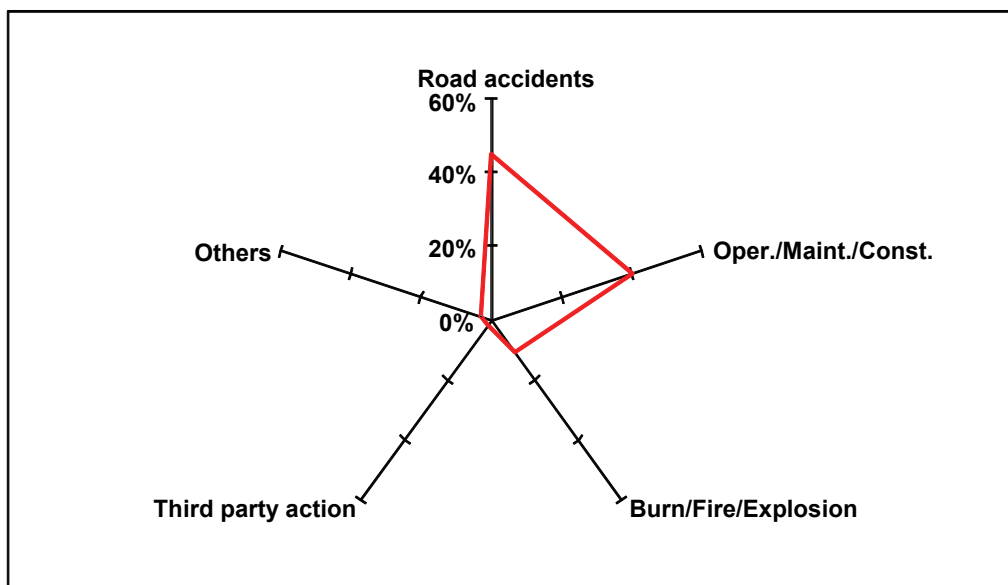 Road accidents
60%
40%
20%
0%
Others
Oper./Maint./Const.
Third party action
Burn/Fire/Explosion